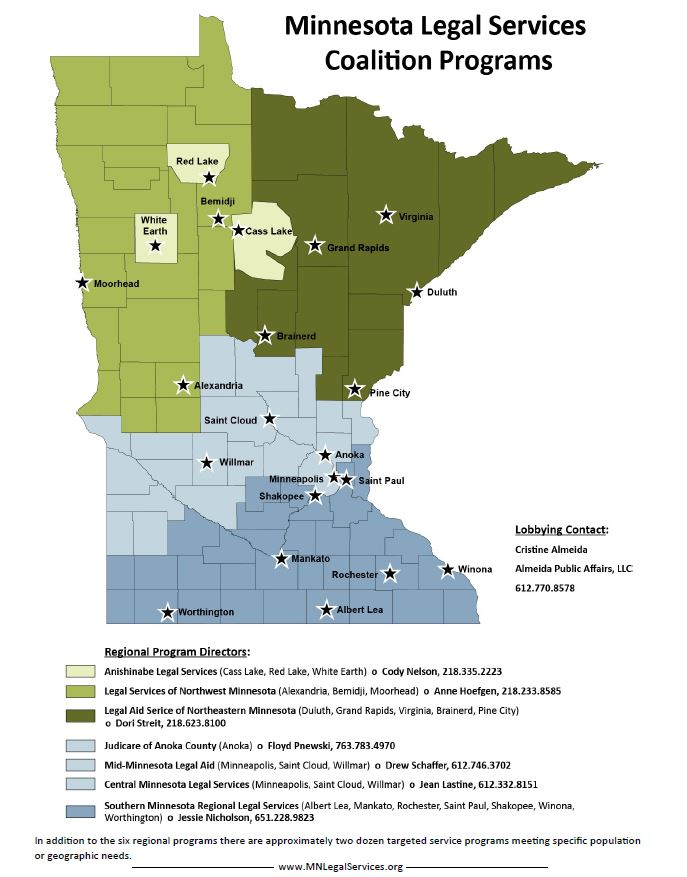 Minnesota Legal Services
Coalition Programs
Red Lake
Bemidji
White
Earth
Cass Lake
Virginia
Grand Rapids
Moorhead
Duluth
Brainerd
Alexandria
Pine City
Saint Cloud
Anoka
Willmar
Minneapolis
Saint Paul
Shakopee
Lobbying Contact:
Cristine Almeida
Almeida Public Affairs, LLC
612.770.8578
Mankato
Rochester
Winona
Worthington
Albert Lea
Regional Program Directors:
Anishinabe Legal Services (Cass Lake, Red Lake, White Earth) o Cody Nelson, 218.335.2223
Legal Services of Northwest Minnesota (Alexandria, Bemidji, Moorhead) o Anne Hoefgen, 218.233.8585
Legal Aid Serice of Northeastern Minnesota (Duluth, Grand Rapids, Virginia, Brainerd, Pine City)
o Dori Streit, 218.623.8100
Judicare of Anoka County (Anoka) o Floyd Pnewski, 763.783.4970
Mid-Minnesota Legal Aid (Minneapolis, Saint Cloud, Willmar) o Drew Schaffer, 612.746.3702
Central Minnesota Legal Services (Minneapolis, Saint Cloud, Willmar) o Jean Lastine, 612.332.8151
Southern Minnesota Regional Legal Services (Albert Lea, Mankato, Rochester, Saint Paul, Shakopee, Winona,
Worthington) o Jessie Nicholson, 651.228.9823
In addition to the six regional programs there are approximately two dozen targeted service programs meeting specific population
or geographic needs.
www.MNLegalServices.org